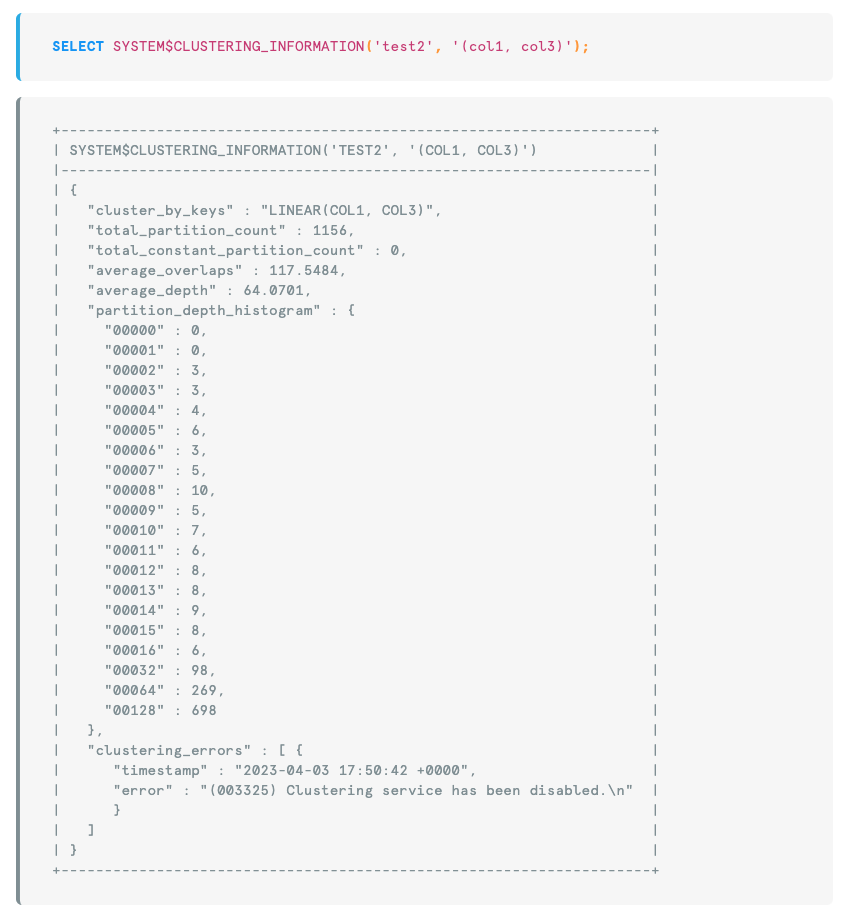 SELECT SYSTEM$CLUSTERING_INFORMATION('test2', '(col1, col3)');
+--------------------------------------------------------------------+
| SYSTEM$CLUSTERING_INFORMATION('TEST2', '(COL1, COL3)')             |
|--------------------------------------------------------------------|
| {                                                                  |
|   "cluster_by_keys" : "LINEAR(COL1, COL3)",                        |
|   "total_partition_count" : 1156,                                  |
|   "total_constant_partition_count" : 0,                            |
|   "average_overlaps" : 117.5484,                                   |
|   "average_depth" : 64.0701,                                       |
|   "partition_depth_histogram" : {                                  |
|     "00000" : 0,                                                   |
|     "00001" : 0,                                                   |
|     "00002" : 3,                                                   |
|     "00003" : 3,                                                   |
|     "00004" : 4,                                                   |
|     "00005" : 6,                                                   |
|     "00006" : 3,                                                   |
|     "00007" : 5,                                                   |
|     "00008" : 10,                                                  |
|     "00009" : 5,                                                   |
|     "00010" : 7,                                                   |
|     "00011" : 6,                                                   |
|     "00012" : 8,                                                   |
|     "00013" : 8,                                                   |
|     "00014" : 9,                                                   |
|     "00015" : 8,                                                   |
|     "00016" : 6,                                                   |
|     "00032" : 98,                                                  |
|     "00064" : 269,                                                 |
|     "00128" : 698                                                  |
|   },                                                               |
|   "clustering_errors" : [ {                                        |
|      "timestamp" : "2023-04-03 17:50:42 +0000",                    |
|      "error" : "(003325) Clustering service has been disabled.\n"  |
|      }                                                             |
|   ]                                                                |
| }                                                                  |
+--------------------------------------------------------------------+